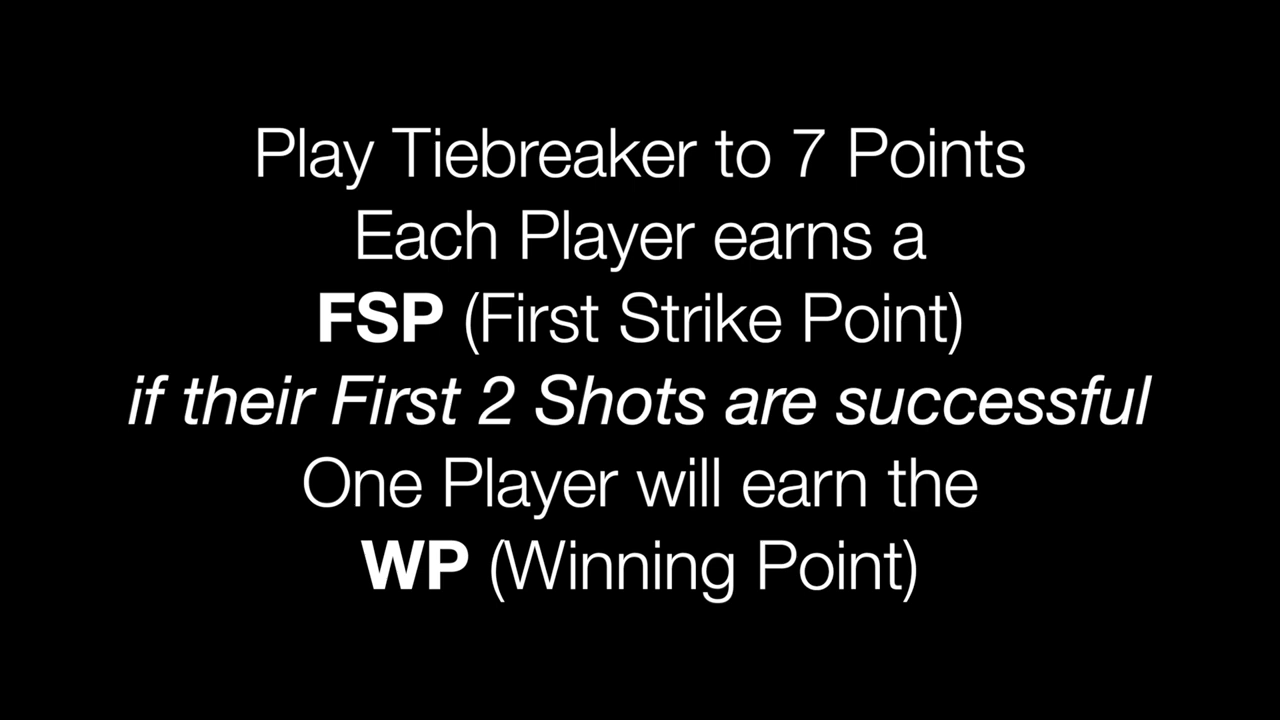 Play Tiebreaker to 7 Points
Each Player earns a
FSP (First Strike Point)
if their First 2 Shots are successful
One Player will earn the
WP (Winning Point)